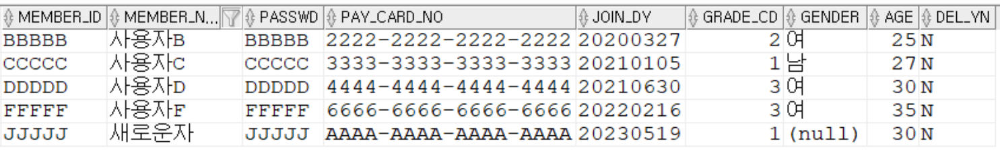 MEMBER_ID MEMBER_N... PASSWD PAY_CARD_NO JOIN_DY GRADE_CD GENDER AGE DEL_YN
BBBBB 사용자B BBBBB 2222-2222-2222-2222 20200327 2 여 25 N
CCCCC 사용자C CCCCC 3333-3333-3333-3333 20210105 1 남 27 N
DDDDD 사용자D DDDDD 4444-4444-4444-4444 20210630 3 여 30 N
FFFFF 사용자F FFFFF 6666-6666-6666-6666 20220216 3 여 35 N
JJJJJ 새로운자 JJJJJ AAAA-AAAA-AAAA-AAAA 20230519 1 (null) 30 N